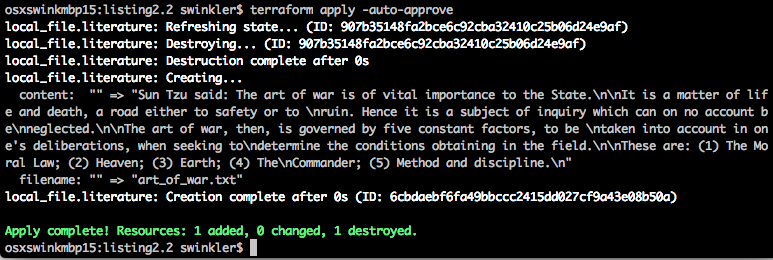 osxswinkmbp15:listing2.2 swinkler$ terraform apply -auto-approve
local_file.literature: Refreshing state... (ID: 907b35148fa2bce6c92cba32410c25b06d24e9af)
local_file.literature: Destroying... (ID: 907b35148fa2bce6c92cba32410c25b06d24e9af)
local_file.literature: Destruction complete after 0s
local_file.literature: Creating...
  content:  "" => "Sun Tzu said: The art of war is of vital importance to the State.\n\nIt is a matter of lif
e and death, a road either to safety or to \nruin. Hence it is a subject of inquiry which can on no account b
e\nneglected.\n\nThe art of war, then, is governed by five constant factors, to be \ntaken into account in on
e's deliberations, when seeking to\ndetermine the conditions obtaining in the field.\n\nThese are: (1) The Mo
ral Law; (2) Heaven; (3) Earth; (4) The\nCommander; (5) Method and discipline.\n"
  filename: "" => "art_of_war.txt"
local_file.literature: Creation complete after 0s (ID: 6cbdaebf6fa49bbccc2415dd027cf9a43e08b50a)
Apply complete! Resources: 1 added, 0 changed, 1 destroyed.
osxswinkmbp15:listing2.2 swinkler$